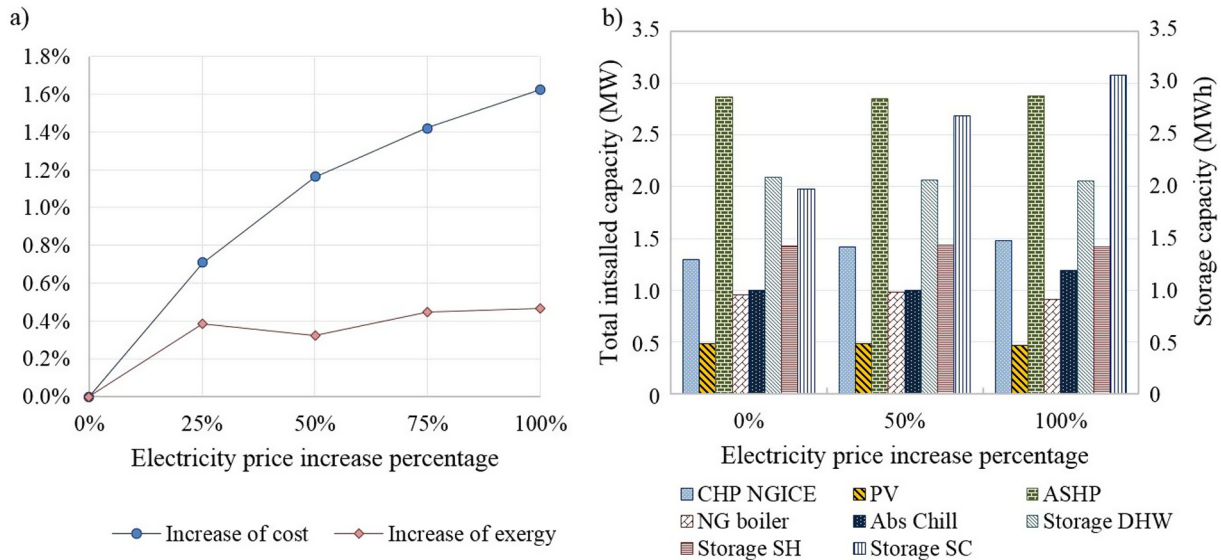 a)
1.8%
1.6%
1.4%
1.2%
1.0%
0.8%
0.6%
0.4%
0.2%
0.0%
0% 25% 50% 75% 100%
Electricity price increase percentage
Increase of cost Increase of exergy
b)
Total intsalled capacity (MW)
3.5
3.0
2.5
2.0
1.5
1.0
0.5
0
3.5
3.0
2.5
2.0
1.5
1.0
0.5
0
Storage capacity (MWh)
0% 50% 100%
Electricity price increase percentage
CHP NGICE PV ASHP
NG boiler Abs Chill Storage DHW
Storage SH Storage SC